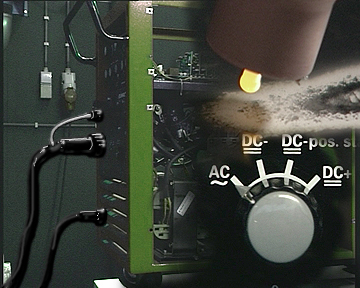 DC- DC-pos. s
AC DC+